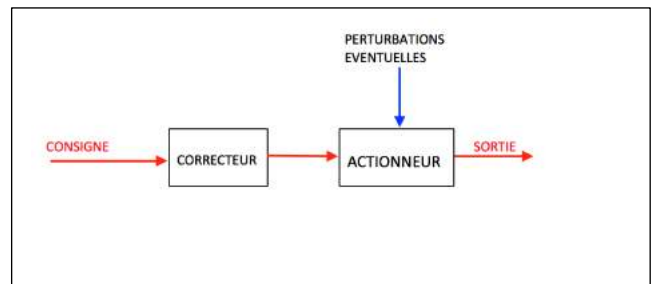 PERTURBATIONS
EVENTUELLES
CONSIGNE
CORRECTEUR
ACTIONNEUR
SORTIE